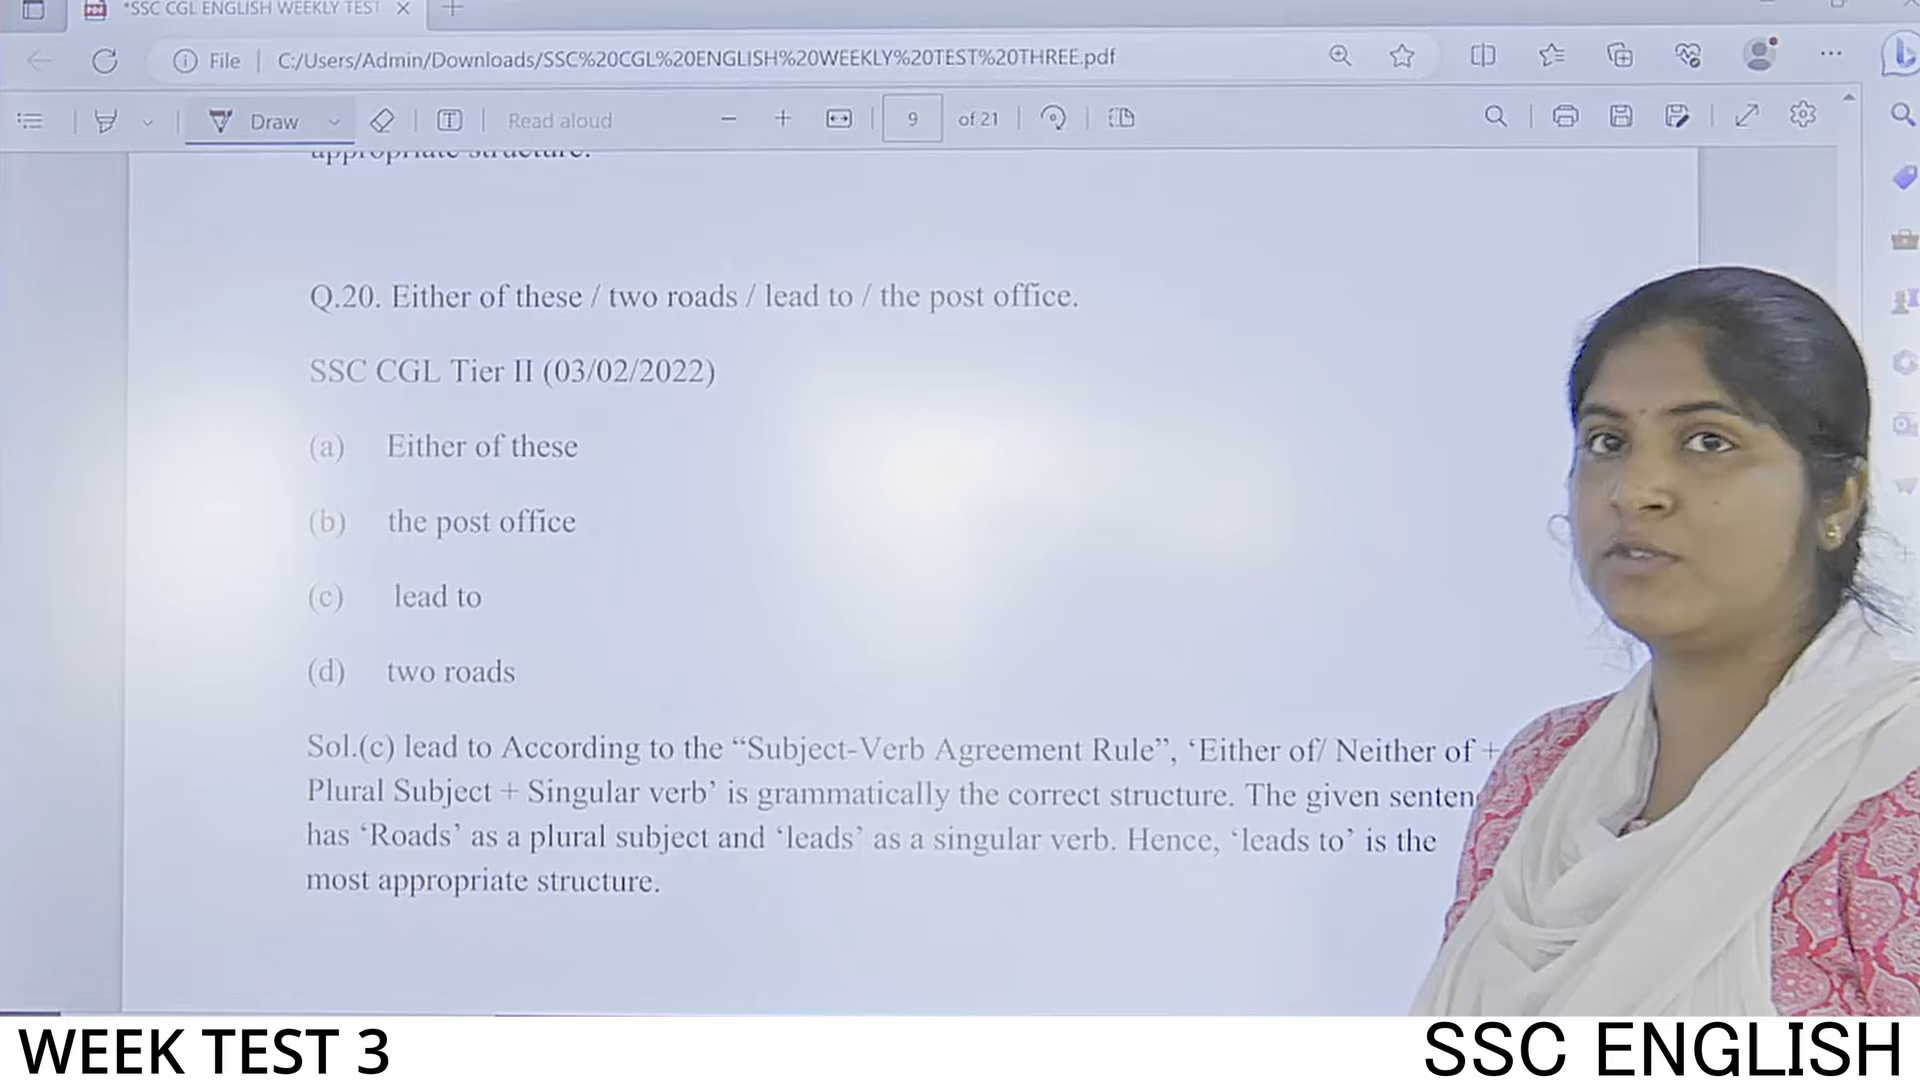 *SSC CGL ENGLISH WEEKLY TEST
File C:/Users/Admin/Downloads/SSC%20CGL%20ENGLISH%20WEEKLY%20TEST%20THREE.pdf
Draw Read aloud 9 of 21
appropriate structure.
Q.20. Either of these / two roads / lead to / the post office.
SSC CGL Tier II (03/02/2022)
(a) Either of these
(b) the post office
(c) lead to
(d) two roads
Sol.(c) lead to According to the “Subject-Verb Agreement Rule”, ‘Either of/ Neither of +
Plural Subject + Singular verb’ is grammatically the correct structure. The given senten
has ‘Roads’ as a plural subject and ‘leads’ as a singular verb. Hence, ‘leads to’ is the
most appropriate structure.
WEEK TEST 3
SSC ENGLISH